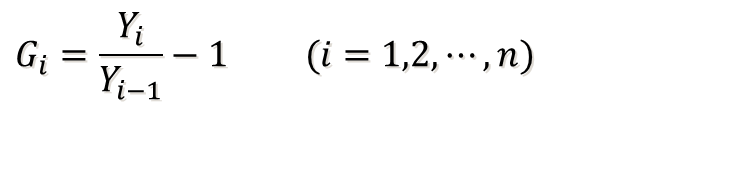 G_i = Y_i / Y_{i−1} − 1 (i = 1,2,⋯,n)